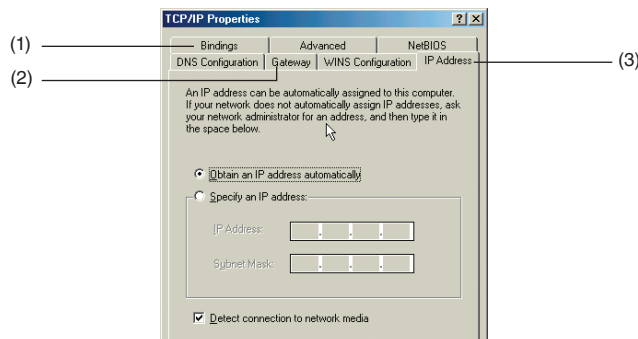 TCP/IP Properties
(1)
Bindings Advanced NetBIOS
DNS Configuration Gateway WINS Configuration IP Address
(3)
(2)
An IP address can be automatically assigned to this computer.
If your network does not automatically assign IP addresses, ask
your network administrator for an address, and then type it in
the space below.
Obtain an IP address automatically
Specify an IP address:
IP Address:
Subnet Mask:
Detect connection to network media